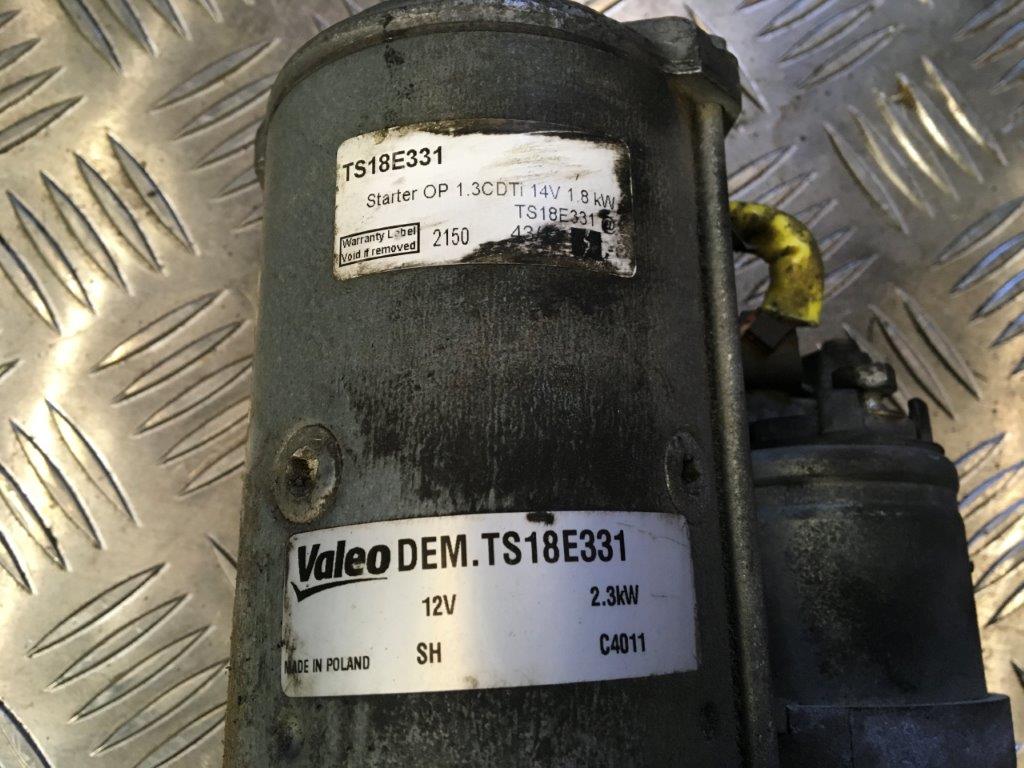 TS18E331
Starter OP 1.3CDTi 14V 1.8 kW
TS18E331
Warranty Label
Void if removed
2150
Valeo DEM.TS18E331
12V 2.3kW
MADE IN POLAND SH C4011